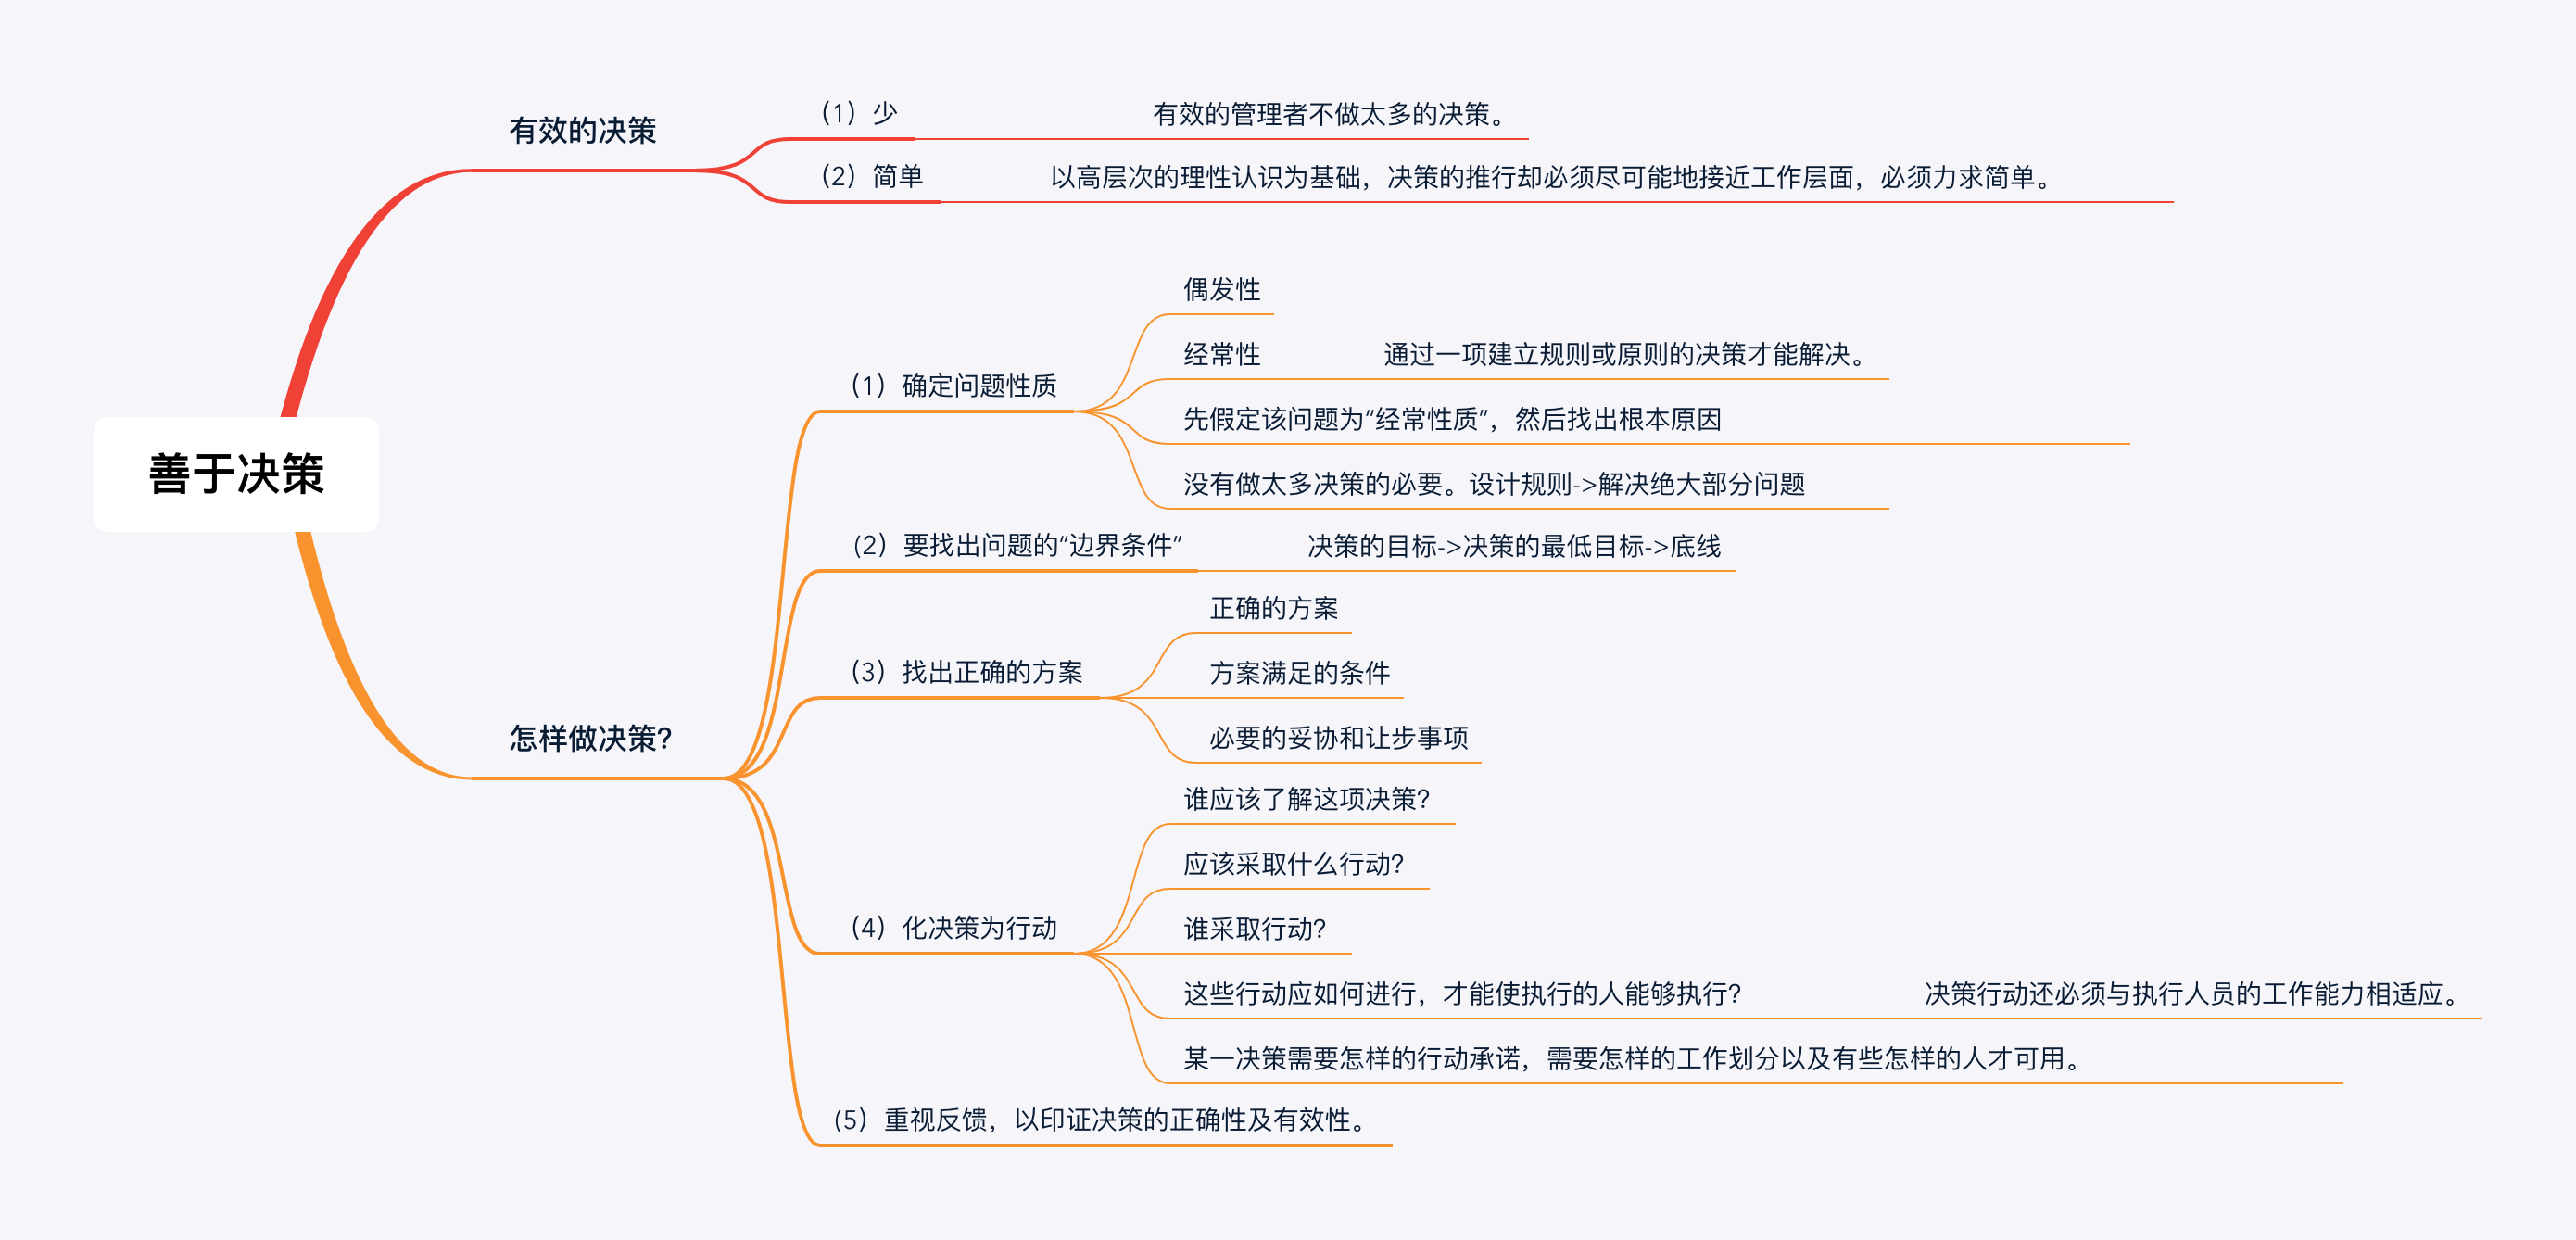 善于决策
有效的决策
（1）少
有效的管理者不做太多的决策。
（2）简单
以高层次的理性认识为基础，决策的推行却必须尽可能地接近工作层面，必须力求简单。
怎样做决策?
（1）确定问题性质
偶发性
经常性
通过一项建立规则或原则的决策才能解决。
先假定该问题为“经常性质”，然后找出根本原因
没有做太多决策的必要。设计规则->解决绝大部分问题
(2）要找出问题的“边界条件”
决策的目标->决策的最低目标->底线
（3）找出正确的方案
正确的方案
方案满足的条件
必要的妥协和让步事项
（4）化决策为行动
谁应该了解这项决策?
应该采取什么行动?
谁采取行动?
这些行动应如何进行，才能使执行的人能够执行?
决策行动还必须与执行人员的工作能力相适应。
某一决策需要怎样的行动承诺，需要怎样的工作划分以及有些怎样的人才可用。
(5）重视反馈，以印证决策的正确性及有效性。